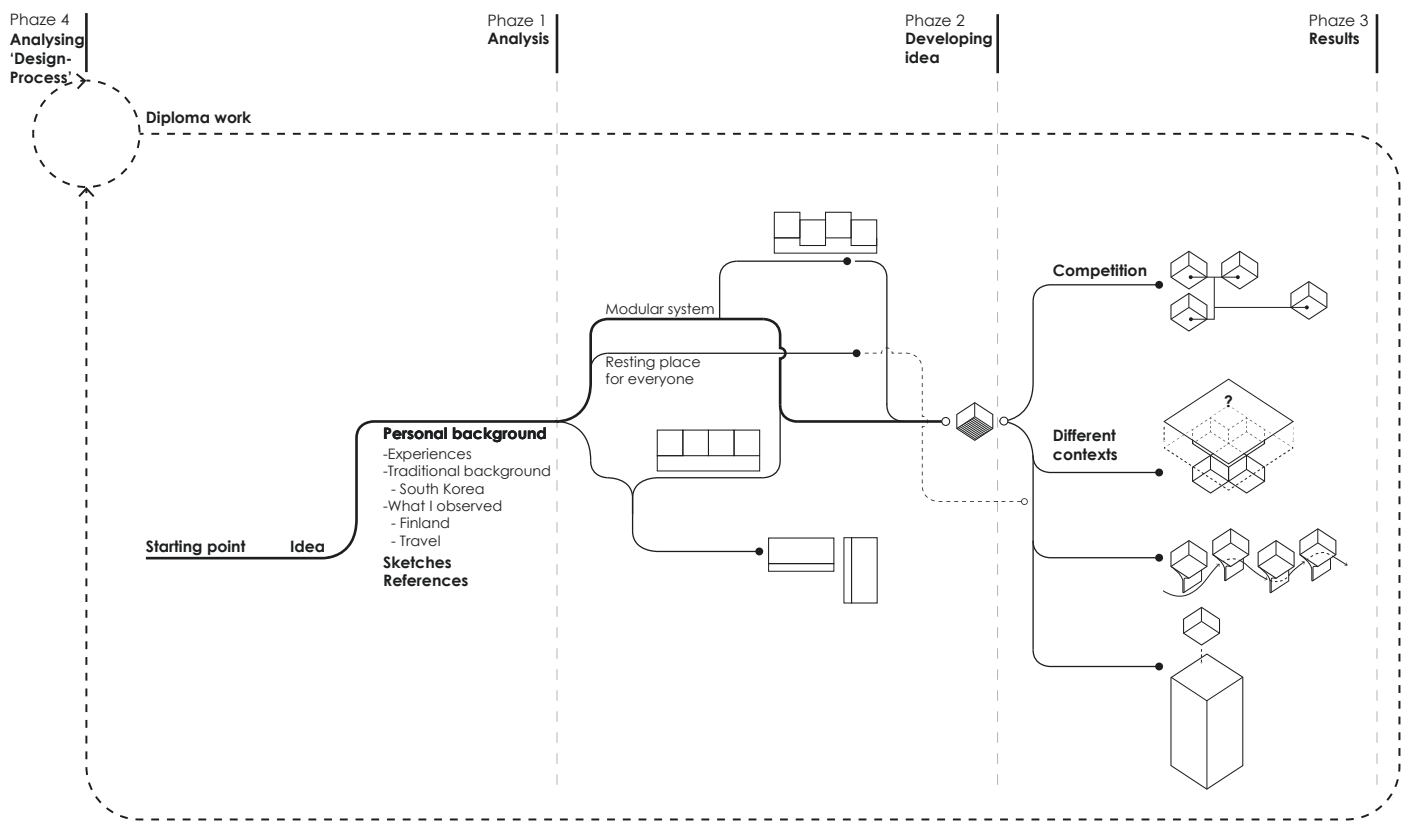 Phaze 4
Analysing
‘Design-
Process’
Phaze 1
Analysis
Phaze 2
Developing
idea
Phaze 3
Results
Diploma work
Modular system
Resting place
for everyone
Competition
?
Different
contexts
Personal background
-Experiences
-Traditional background
- South Korea
-What I observed
- Finland
- Travel
Sketches
References
Starting point
Idea